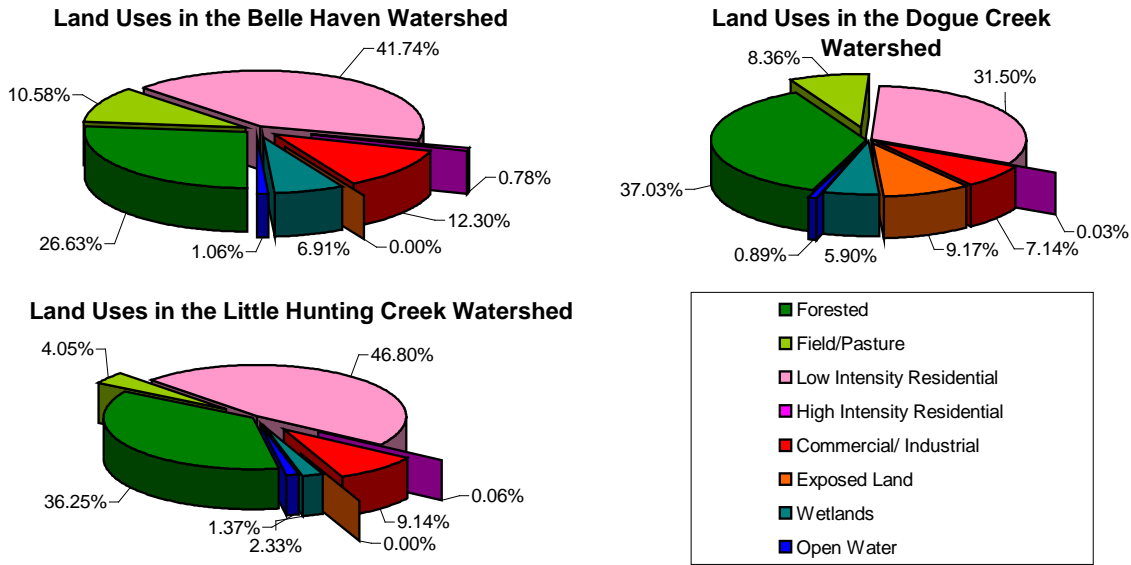 Land Uses in the Belle Haven Watershed
41.74%
10.58%
0.78%
12.30%
0.00%
6.91%
1.06%
26.63%
Land Uses in the Dogue Creek
Watershed
8.36%
31.50%
37.03%
0.03%
7.14%
9.17%
5.90%
0.89%
Land Uses in the Little Hunting Creek Watershed
4.05%
46.80%
36.25%
0.06%
9.14%
0.00%
1.37%
2.33%
Forested
Field/Pasture
Low Intensity Residential
High Intensity Residential
Commercial/ Industrial
Exposed Land
Wetlands
Open Water